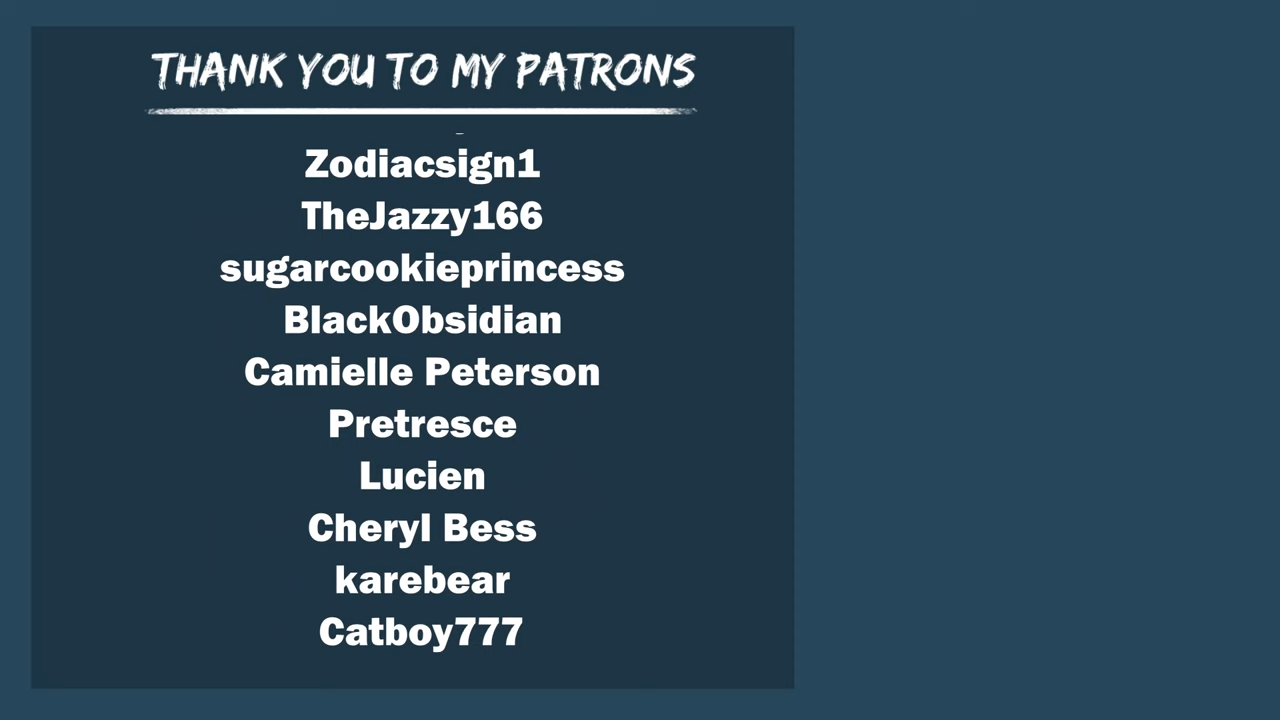 THANK YOU TO MY PATRONS
Zodiacsign1
TheJazzy166
sugarcookieprincess
BlackObsidian
Camielle Peterson
Pretresce
Lucien
Cheryl Bess
karebear
Catboy777